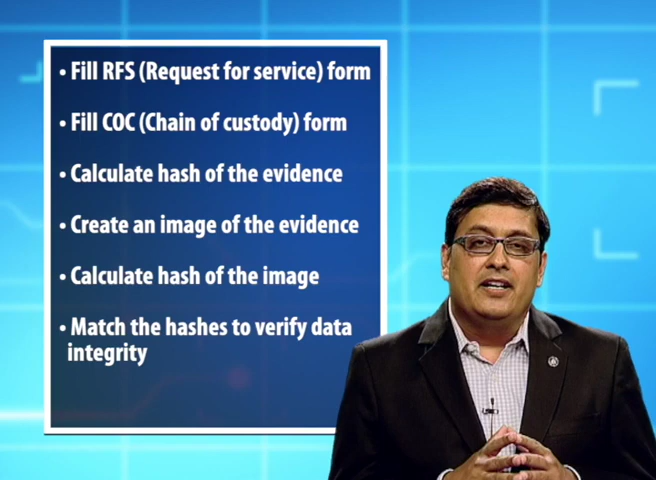 • Fill RFS (Request for service) form
• Fill COC (Chain of custody) form
• Calculate hash of the evidence
• Create an image of the evidence
• Calculate hash of the image
• Match the hashes to verify data
integrity